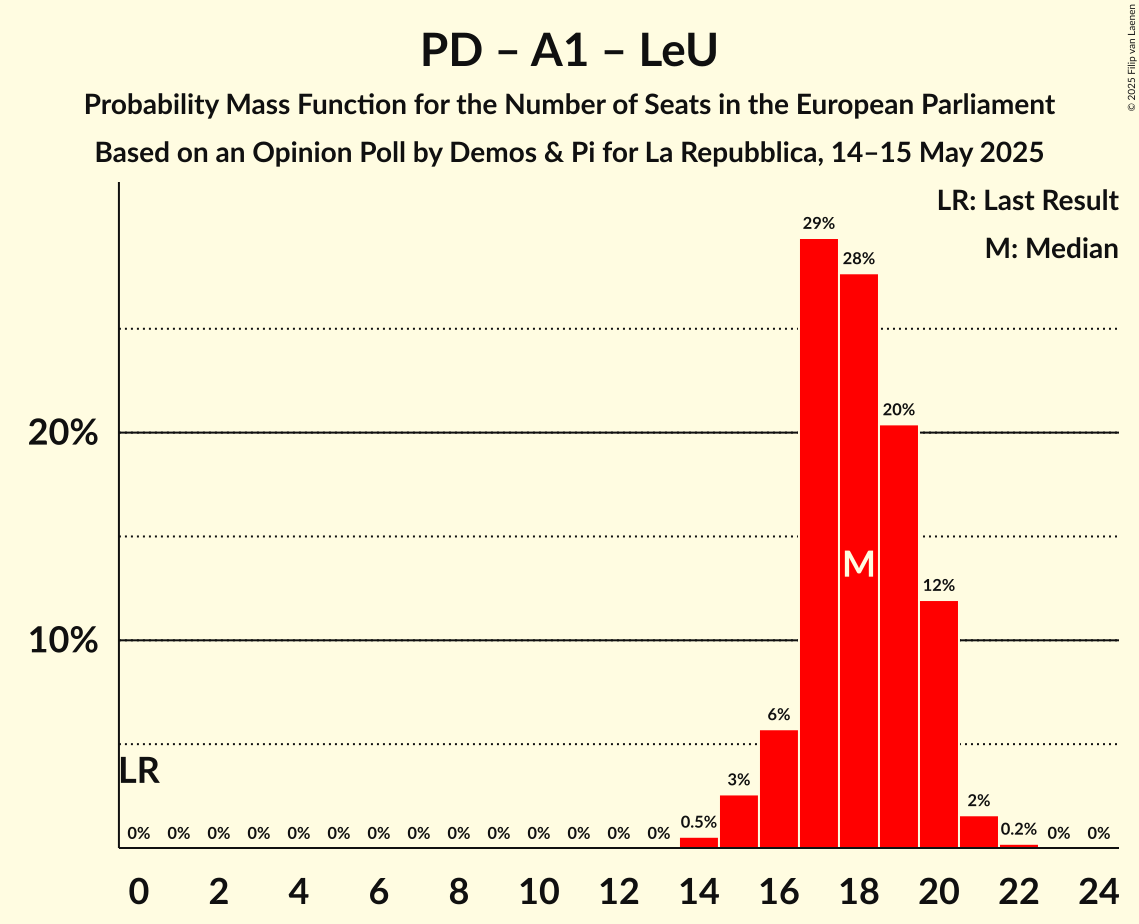 PD – A1 – LeU
Probability Mass Function for the Number of Seats in the European Parliament
Based on an Opinion Poll by Demos & Pi for La Repubblica, 14–15 May 2025
© 2025 Filip van Laenen
LR: Last Result
M: Median
29%
28%
20%
20%
M
12%
10%
6%
LR
3%
2%
0% 0% 0% 0% 0% 0% 0% 0% 0% 0% 0% 0% 0% 0% 0.5% 0.2% 0% 0%
0 2 4 6 8 10 12 14 16 18 20 22 24